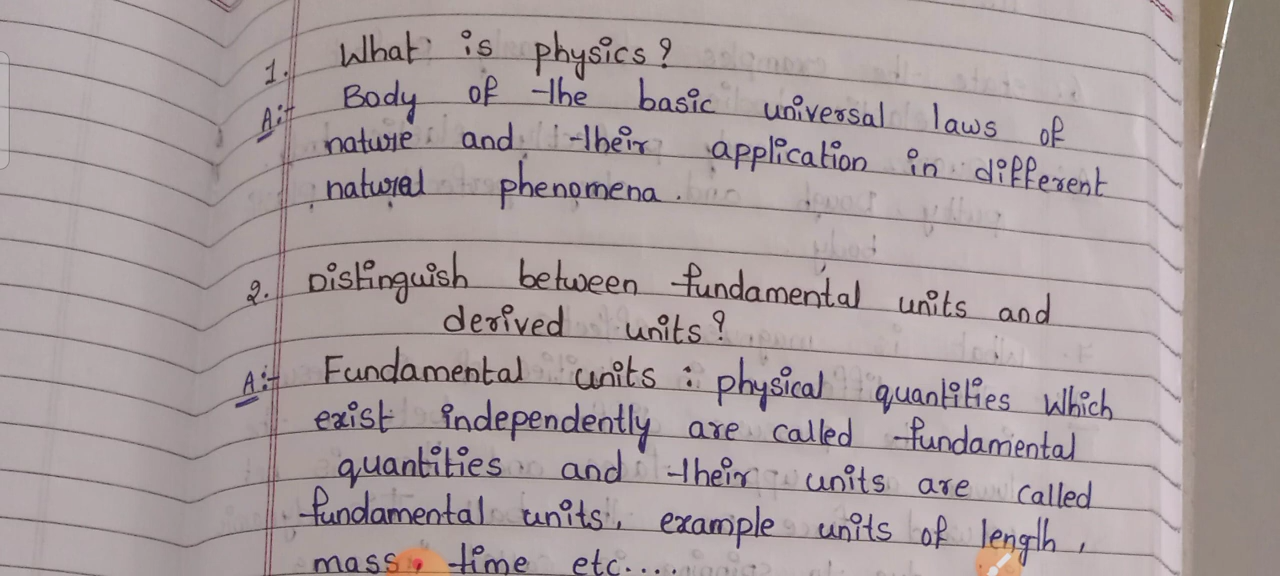 1. What is physics?
A:- Body of the basic universal laws of
nature and their application in different
natural phenomena.
2. Distinguish between fundamental units and
derived units?
A:- Fundamental units : physical quantities which
exist independently are called fundamental
quantities and their units are called
fundamental units, example units of length,
mass, time etc....